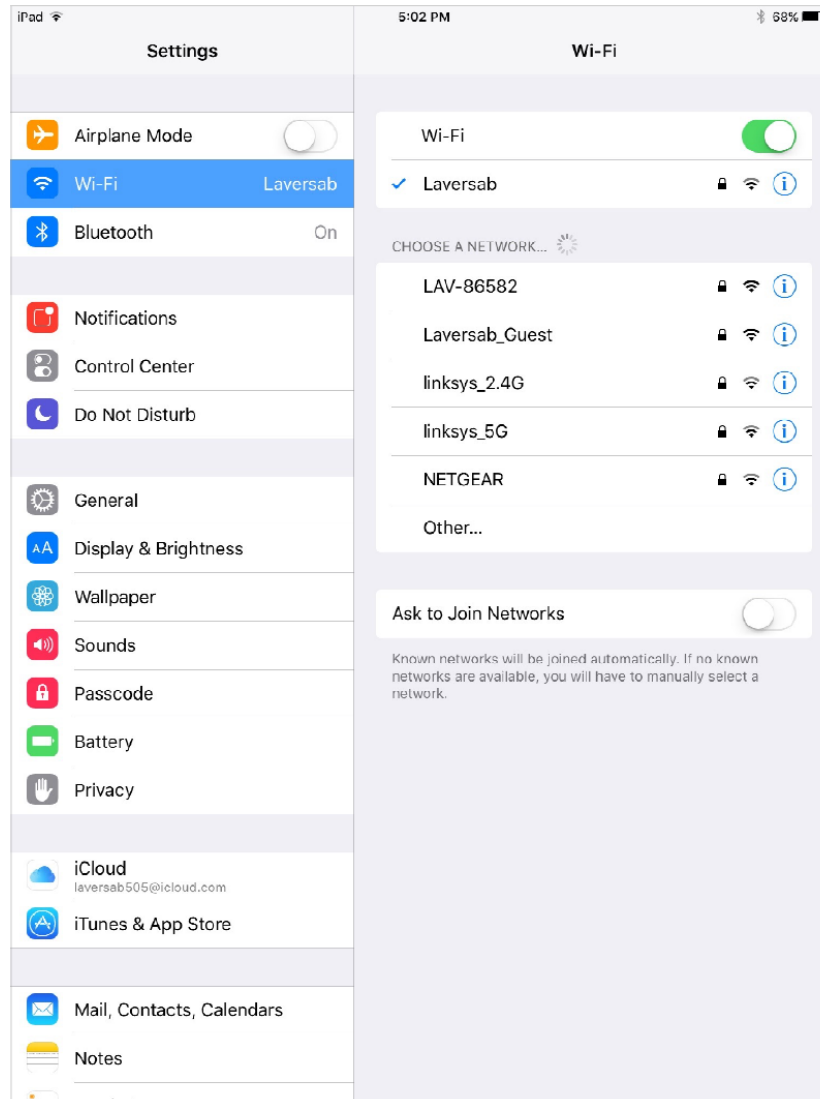 iPad
5:02 PM
68%
Settings
Wi-Fi
Airplane Mode
Wi-Fi Laversab
Bluetooth On
Notifications
Control Center
Do Not Disturb
General
AA Display & Brightness
Wallpaper
Sounds
Passcode
Battery
Privacy
iCloud
laversab505@icloud.com
iTunes & App Store
Mail, Contacts, Calendars
Notes
Wi-Fi
Laversab
CHOOSE A NETWORK...
LAV-86582
Laversab_Guest
linksys_2.4G
linksys_5G
NETGEAR
Other...
Ask to Join Networks
Known networks will be joined automatically. If no known
networks are available, you will have to manually select a
network.